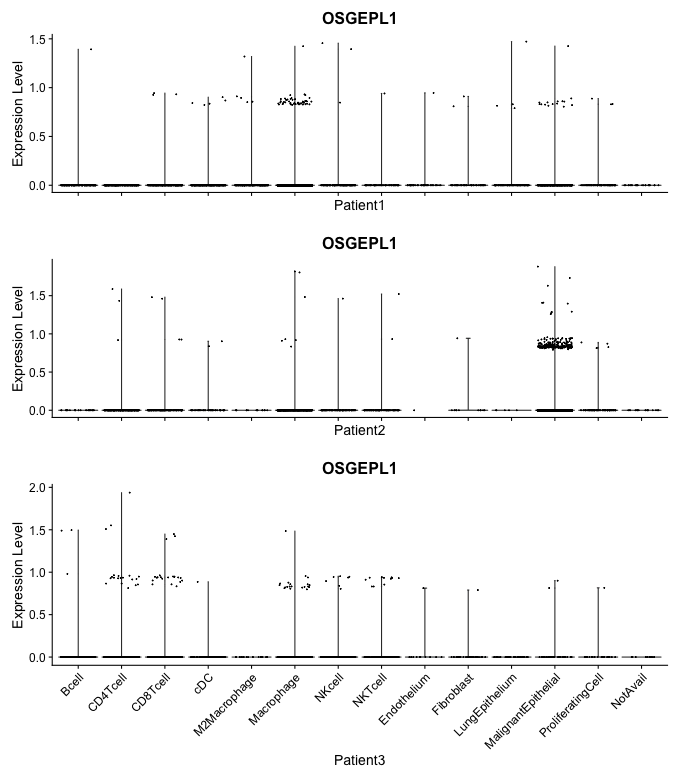 OSGEPL1
1.5
1.0
0.5
0.0
Expression Level
Patient1
OSGEPL1
1.5
1.0
0.5
0.0
Expression Level
Patient2
OSGEPL1
2.0
1.5
1.0
0.5
0.0
Expression Level
Bcell
CD4Tcell
CD8Tcell
cDC
M2Macrophage
Macrophage
NKcell
NKTcell
Endothelium
Fibroblast
LungEpithelium
MalignantEpithelial
ProliferatingCell
NotAvail
Patient3